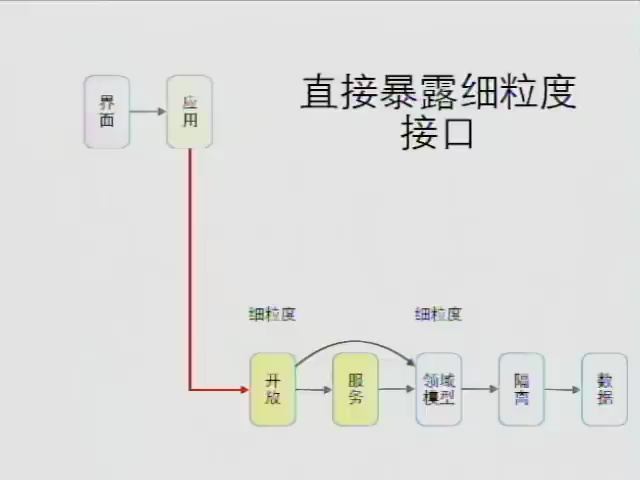 直接暴露细粒度
接口
界
面
应
用
细粒度
细粒度
开
放
服
务
领域
模型
隔
离
数
据